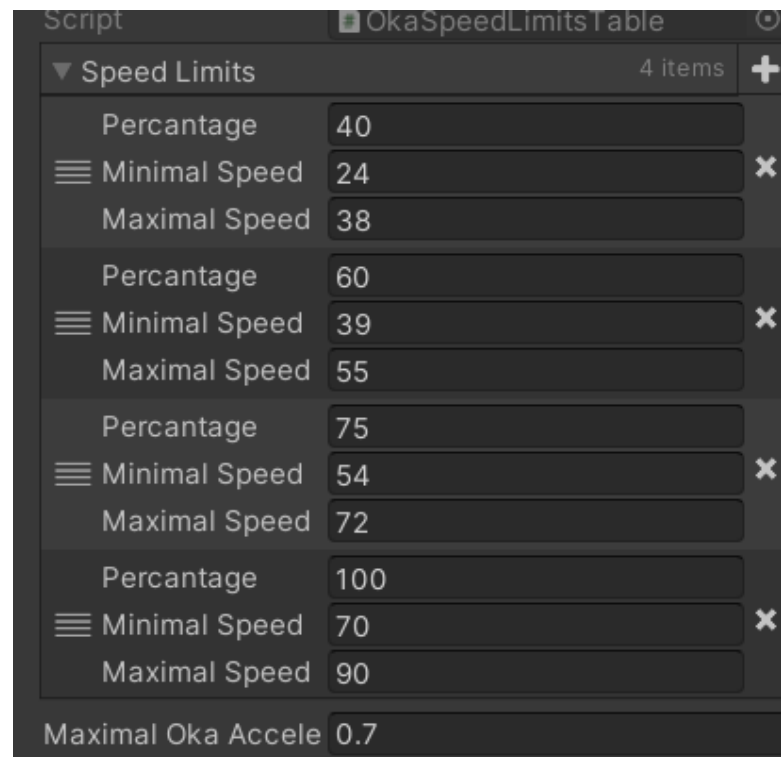 Script OkaSpeedLimitsTable
Speed Limits 4 items
Percantage 40
Minimal Speed 24
Maximal Speed 38
Percantage 60
Minimal Speed 39
Maximal Speed 55
Percantage 75
Minimal Speed 54
Maximal Speed 72
Percantage 100
Minimal Speed 70
Maximal Speed 90
Maximal Oka Accele 0.7